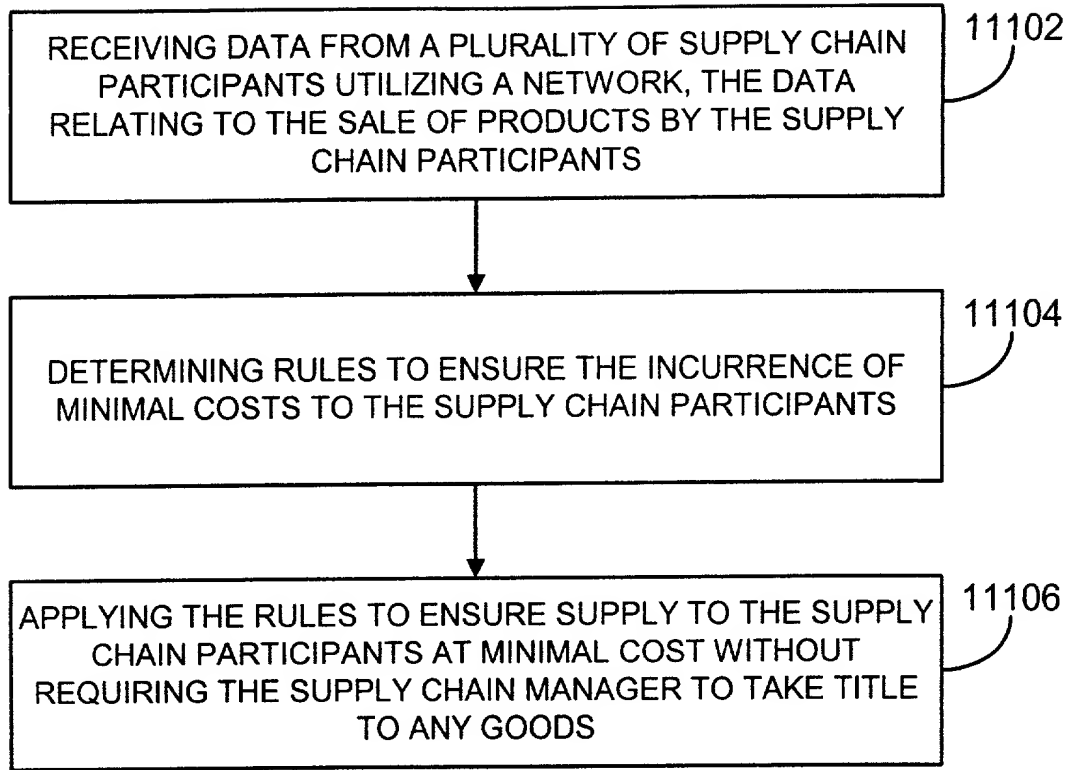 RECEIVING DATA FROM A PLURALITY OF SUPPLY CHAIN
PARTICIPANTS UTILIZING A NETWORK, THE DATA
RELATING TO THE SALE OF PRODUCTS BY THE SUPPLY
CHAIN PARTICIPANTS
11102
DETERMINING RULES TO ENSURE THE INCURRENCE OF
MINIMAL COSTS TO THE SUPPLY CHAIN PARTICIPANTS
11104
APPLYING THE RULES TO ENSURE SUPPLY TO THE SUPPLY
CHAIN PARTICIPANTS AT MINIMAL COST WITHOUT
REQUIRING THE SUPPLY CHAIN MANAGER TO TAKE TITLE
TO ANY GOODS
11106